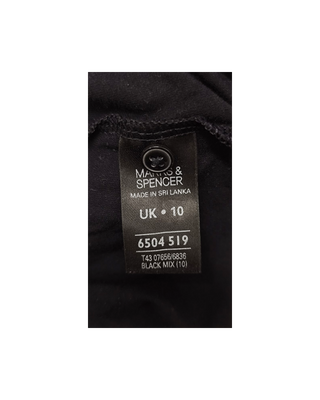 MARKS &
SPENCER
MADE IN SRI LANKA
UK • 10
6504 519
T43 07656/6836
BLACK MIX (10)